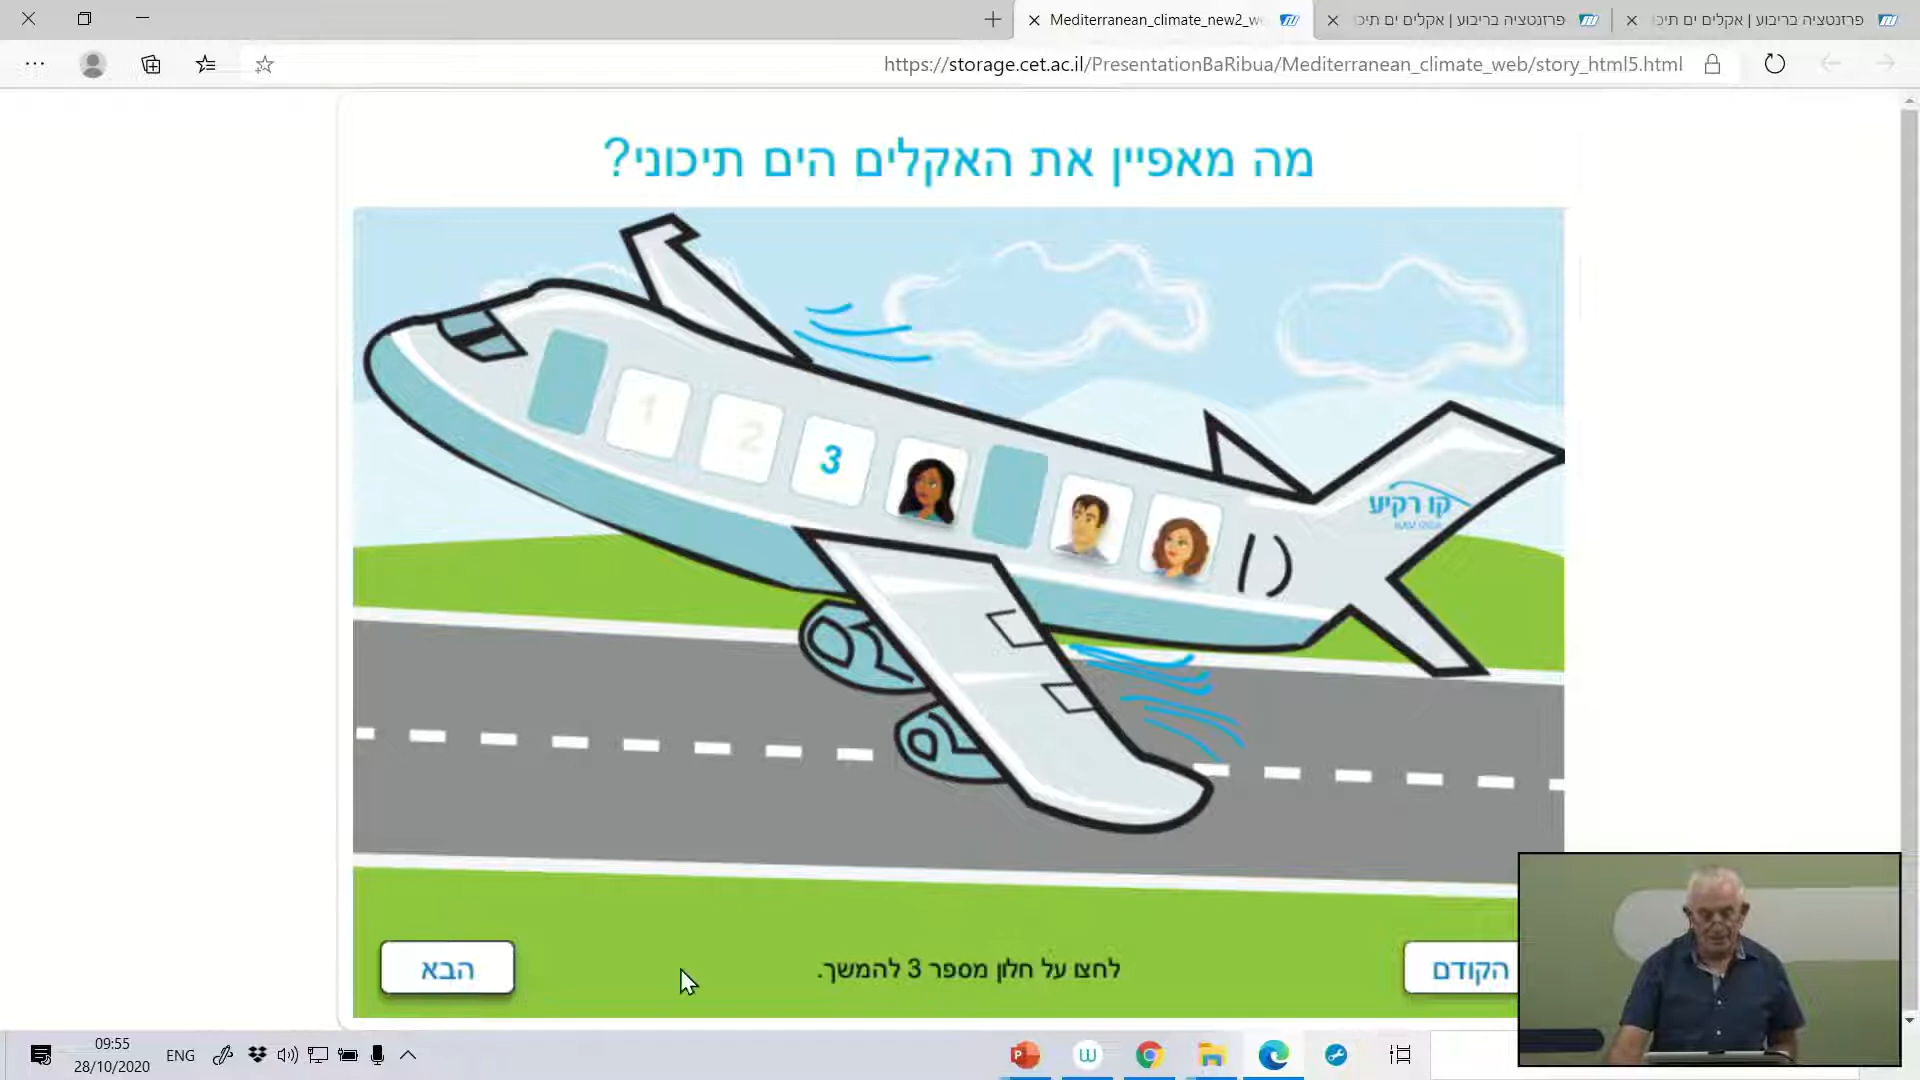 Mediterranean_climate_new2_w
פרזנטציה בריבוע | אקלים ים תיכ
פרזנטציה בריבוע | אקלים ים תיכ
https://storage.cet.ac.il/PresentationBaRibua/Mediterranean_climate_web/story_html5.html
מה מאפיין את האקלים הים תיכוני?
1
2
3
קו רקיע
לחצו על חלון מספר 3 להמשך.
הקודם
הבא
09:55
28/10/2020
ENG